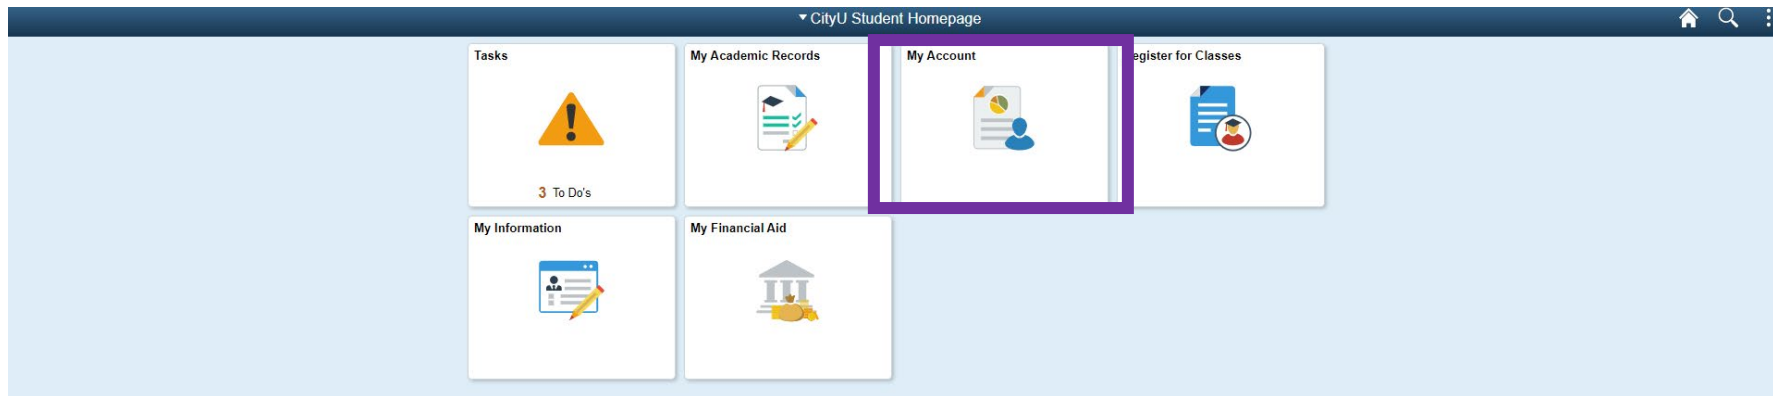 CityU Student Homepage
Tasks
My Academic Records
My Account
egister for Classes
3 To Do's
My Information
My Financial Aid